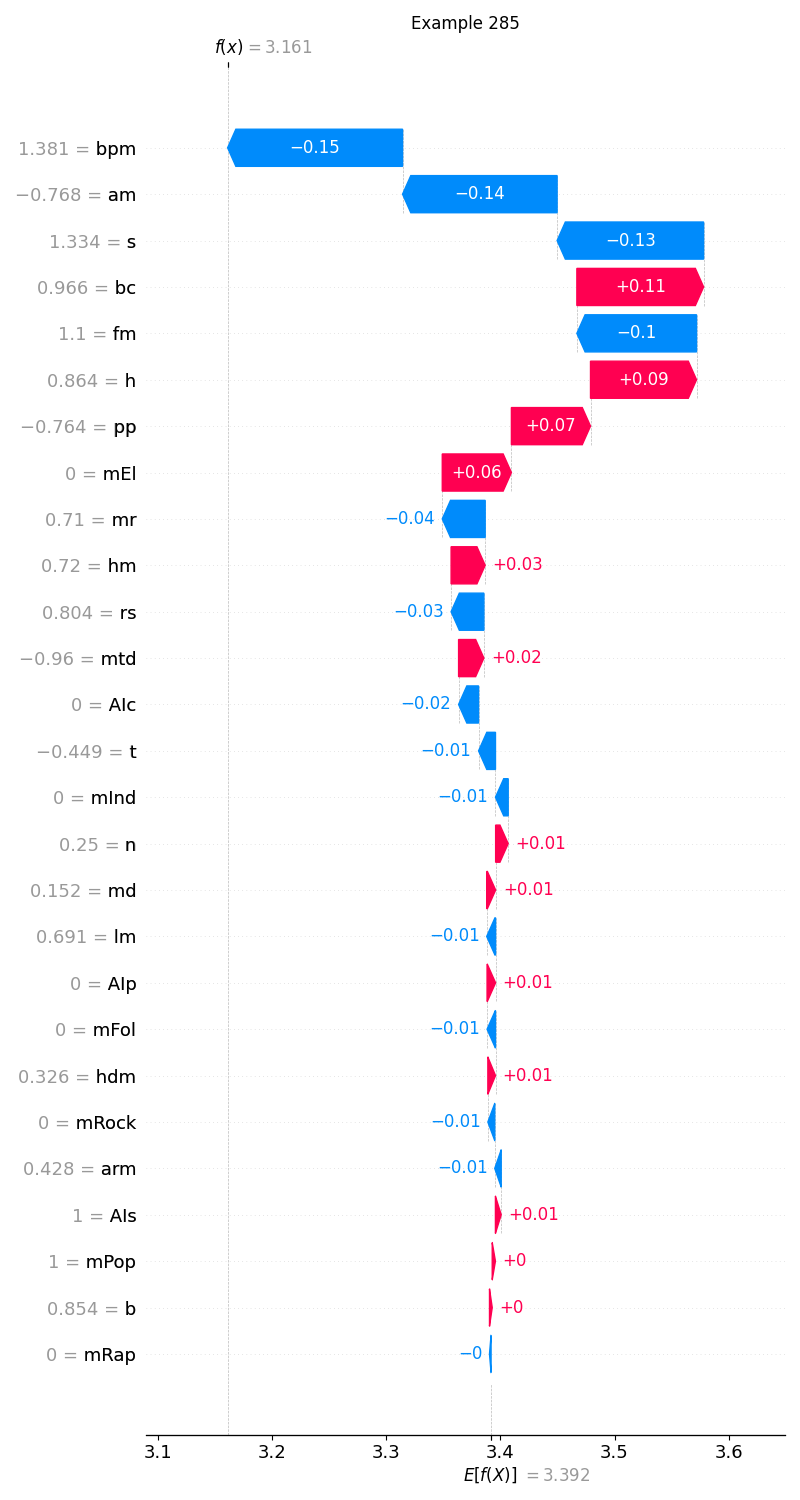 Example 285
f(x) = 3.161
1.381 = bpm −0.15
−0.768 = am −0.14
1.334 = s −0.13
0.966 = bc +0.11
1.1 = fm −0.1
0.864 = h +0.09
−0.764 = pp +0.07
0 = mEl +0.06
0.71 = mr −0.04
0.72 = hm +0.03
0.804 = rs −0.03
−0.96 = mtd +0.02
0 = AIc −0.02
−0.449 = t −0.01
0 = mInd −0.01
0.25 = n +0.01
0.152 = md +0.01
0.691 = lm −0.01
0 = AIp +0.01
0 = mFol −0.01
0.326 = hdm +0.01
0 = mRock −0.01
0.428 = arm −0.01
1 = AIs +0.01
1 = mPop +0
0.854 = b +0
0 = mRap −0
3.1 3.2 3.3 3.4 3.5 3.6
E[f(X)] = 3.392